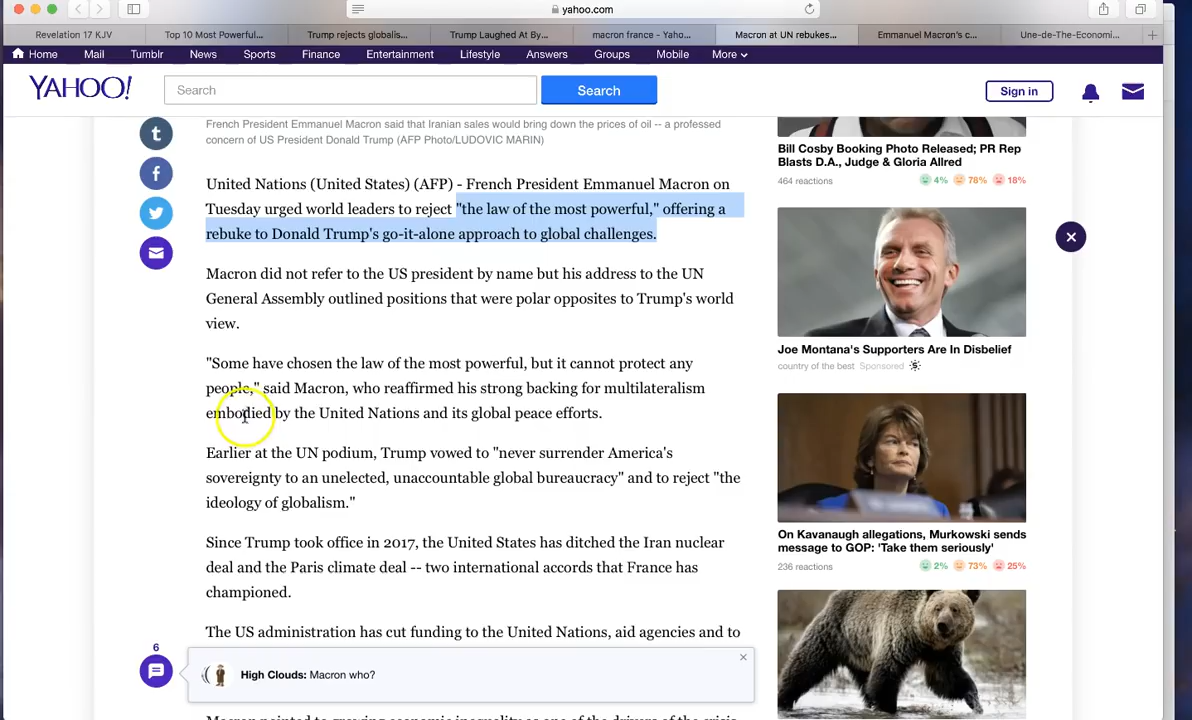 yahoo.com
Revelation 17 KJV
Top 10 Most Powerful...
Trump rejects globalis...
Trump Laughed At By...
macron france - Yaho...
Macron at UN rebukes...
Emmanuel Macron's c...
Une-de-The-Economi...
Home
Mail
Tumblr
News
Sports
Finance
Entertainment
Lifestyle
Answers
Groups
Mobile
More
YAHOO!
Search
Search
Sign in
French President Emmanuel Macron said that Iranian sales would bring down the prices of oil -- a professed
concern of US President Donald Trump (AFP Photo/LUDOVIC MARIN)
United Nations (United States) (AFP) - French President Emmanuel Macron on
Tuesday urged world leaders to reject "the law of the most powerful," offering a
rebuke to Donald Trump's go-it-alone approach to global challenges.
Macron did not refer to the US president by name but his address to the UN
General Assembly outlined positions that were polar opposites to Trump's world
view.
"Some have chosen the law of the most powerful, but it cannot protect any
people," said Macron, who reaffirmed his strong backing for multilateralism
embodied by the United Nations and its global peace efforts.
Earlier at the UN podium, Trump vowed to "never surrender America's
sovereignty to an unelected, unaccountable global bureaucracy" and to reject "the
ideology of globalism."
Since Trump took office in 2017, the United States has ditched the Iran nuclear
deal and the Paris climate deal -- two international accords that France has
championed.
The US administration has cut funding to the United Nations, aid agencies and to
6
High Clouds: Macron who?
Macron pointed to growing economic inequality as one of the drivers of the crisis
Bill Cosby Booking Photo Released; PR Rep
Blasts D.A., Judge & Gloria Allred
464 reactions
4%
78%
18%
Joe Montana's Supporters Are In Disbelief
country of the best Sponsored
On Kavanaugh allegations, Murkowski sends
message to GOP: 'Take them seriously'
236 reactions
2%
73%
25%